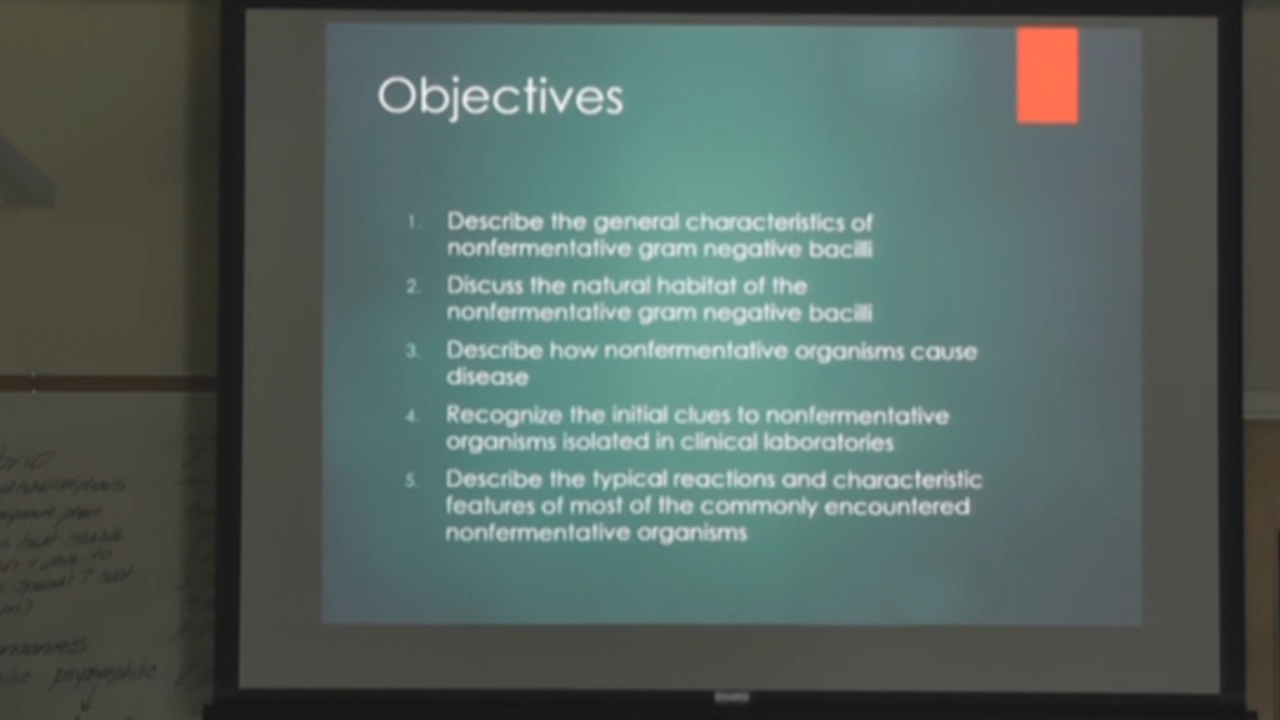 Objectives
1. Describe the general characteristics of
nonfermentative gram negative bacilli
2. Discuss the natural habitat of the
nonfermentative gram negative bacilli
3. Describe how nonfermentative organisms cause
disease
4. Recognize the initial clues to nonfermentative
organisms isolated in clinical laboratories
5. Describe the typical reactions and characteristic
features of most of the commonly encountered
nonfermentative organisms